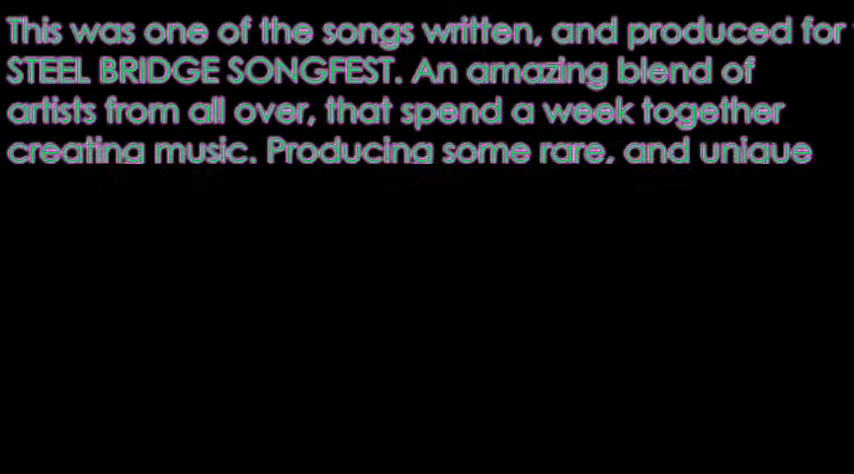 This was one of the songs written, and produced for
STEEL BRIDGE SONGFEST. An amazing blend of
artists from all over, that spend a week together
creating music. Producing some rare, and unique